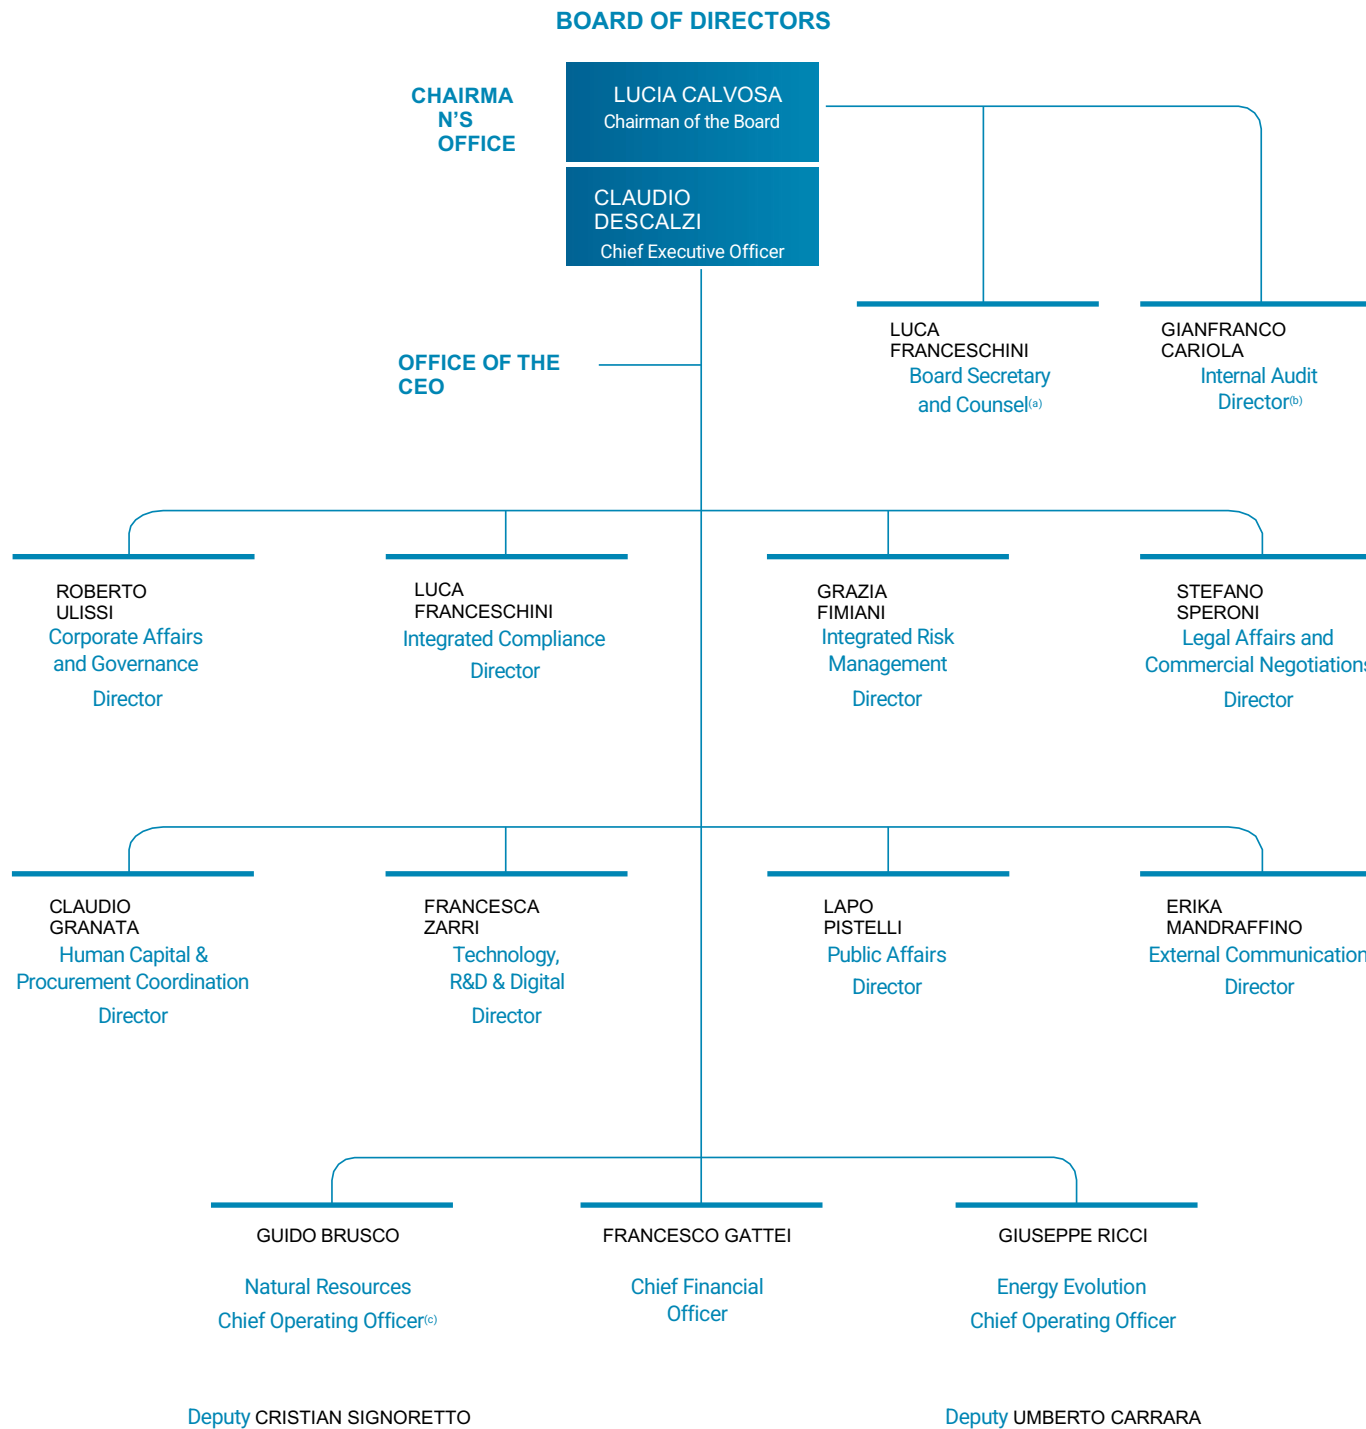 BOARD OF DIRECTORS
CHAIRMA
N’S
OFFICE
LUCIA CALVOSA
Chairman of the Board
CLAUDIO
DESCALZI
Chief Executive Officer
LUCA
FRANCESCHINI
Board Secretary
and Counsel(a)
GIANFRANCO
CARIOLA
Internal Audit
Director(b)
OFFICE OF THE
CEO
ROBERTO
ULISSI
Corporate Affairs
and Governance
Director
LUCA
FRANCESCHINI
Integrated Compliance
Director
GRAZIA
FIMIANI
Integrated Risk
Management
Director
STEFANO
SPERONI
Legal Affairs and
Commercial Negotiations
Director
CLAUDIO
GRANATA
Human Capital &
Procurement Coordination
Director
FRANCESCA
ZARRI
Technology,
R&D & Digital
Director
LAPO
PISTELLI
Public Affairs
Director
ERIKA
MANDRAFFINO
External Communication
Director
GUIDO BRUSCO
Natural Resources
Chief Operating Officer(c)
FRANCESCO GATTEI
Chief Financial
Officer
GIUSEPPE RICCI
Energy Evolution
Chief Operating Officer
Deputy CRISTIAN SIGNORETTO
Deputy UMBERTO CARRARA